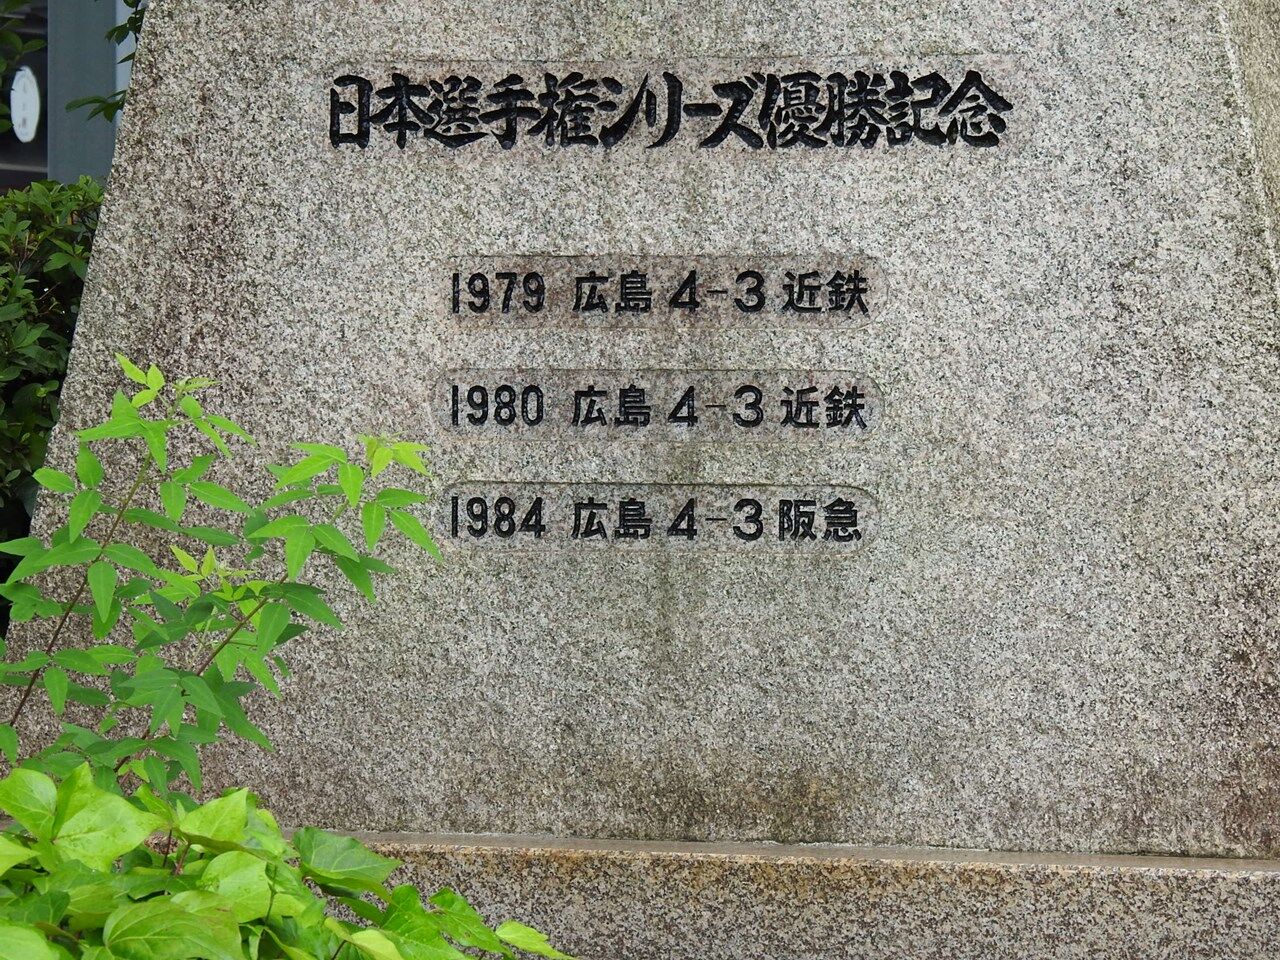 日本選手権シリーズ優勝記念
1979 広島 4-3 近鉄
1980 広島 4-3 近鉄
1984 広島 4-3 阪急